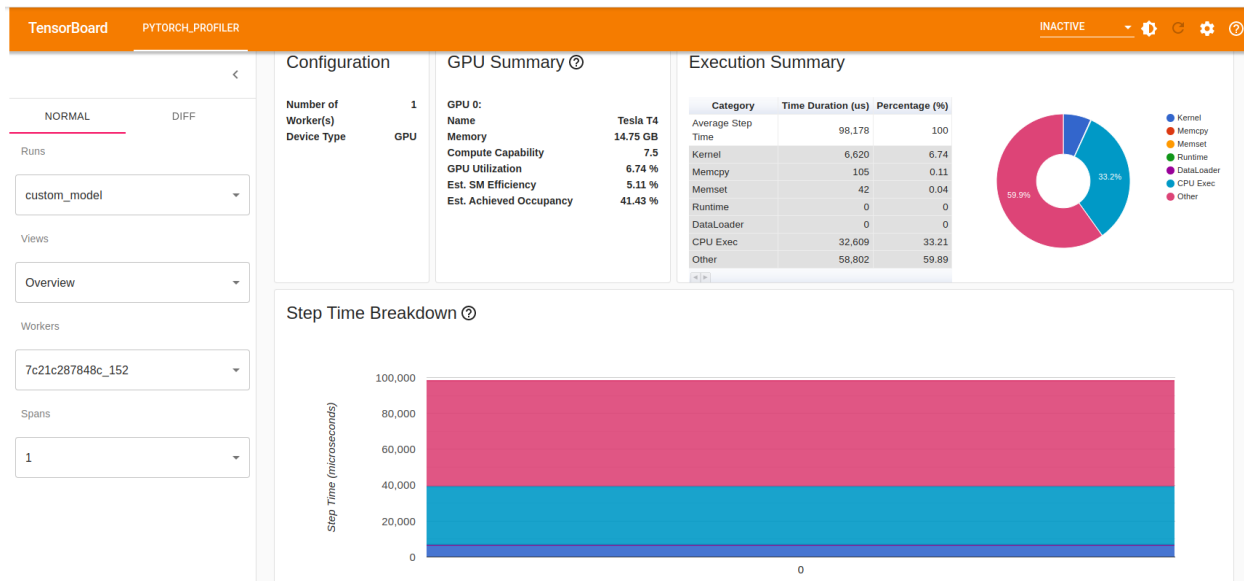 TensorBoard
PYTORCH_PROFILER
INACTIVE
NORMAL
DIFF
Runs
custom_model
Views
Overview
Workers
7c21c287848c_152
Spans
1
Configuration
Number of Worker(s) 1
Device Type GPU
GPU Summary
GPU 0:
Name Tesla T4
Memory 14.75 GB
Compute Capability 7.5
GPU Utilization 6.74 %
Est. SM Efficiency 5.11 %
Est. Achieved Occupancy 41.43 %
Execution Summary
Category Time Duration (us) Percentage (%)
Average Step Time 98,178 100
Kernel 6,620 6.74
Memcpy 105 0.11
Memset 42 0.04
Runtime 0 0
DataLoader 0 0
CPU Exec 32,609 33.21
Other 58,802 59.89
33.2%
59.9%
Kernel
Memcpy
Memset
Runtime
DataLoader
CPU Exec
Other
Step Time Breakdown
Step Time (microseconds)
100,000
80,000
60,000
40,000
20,000
0
0